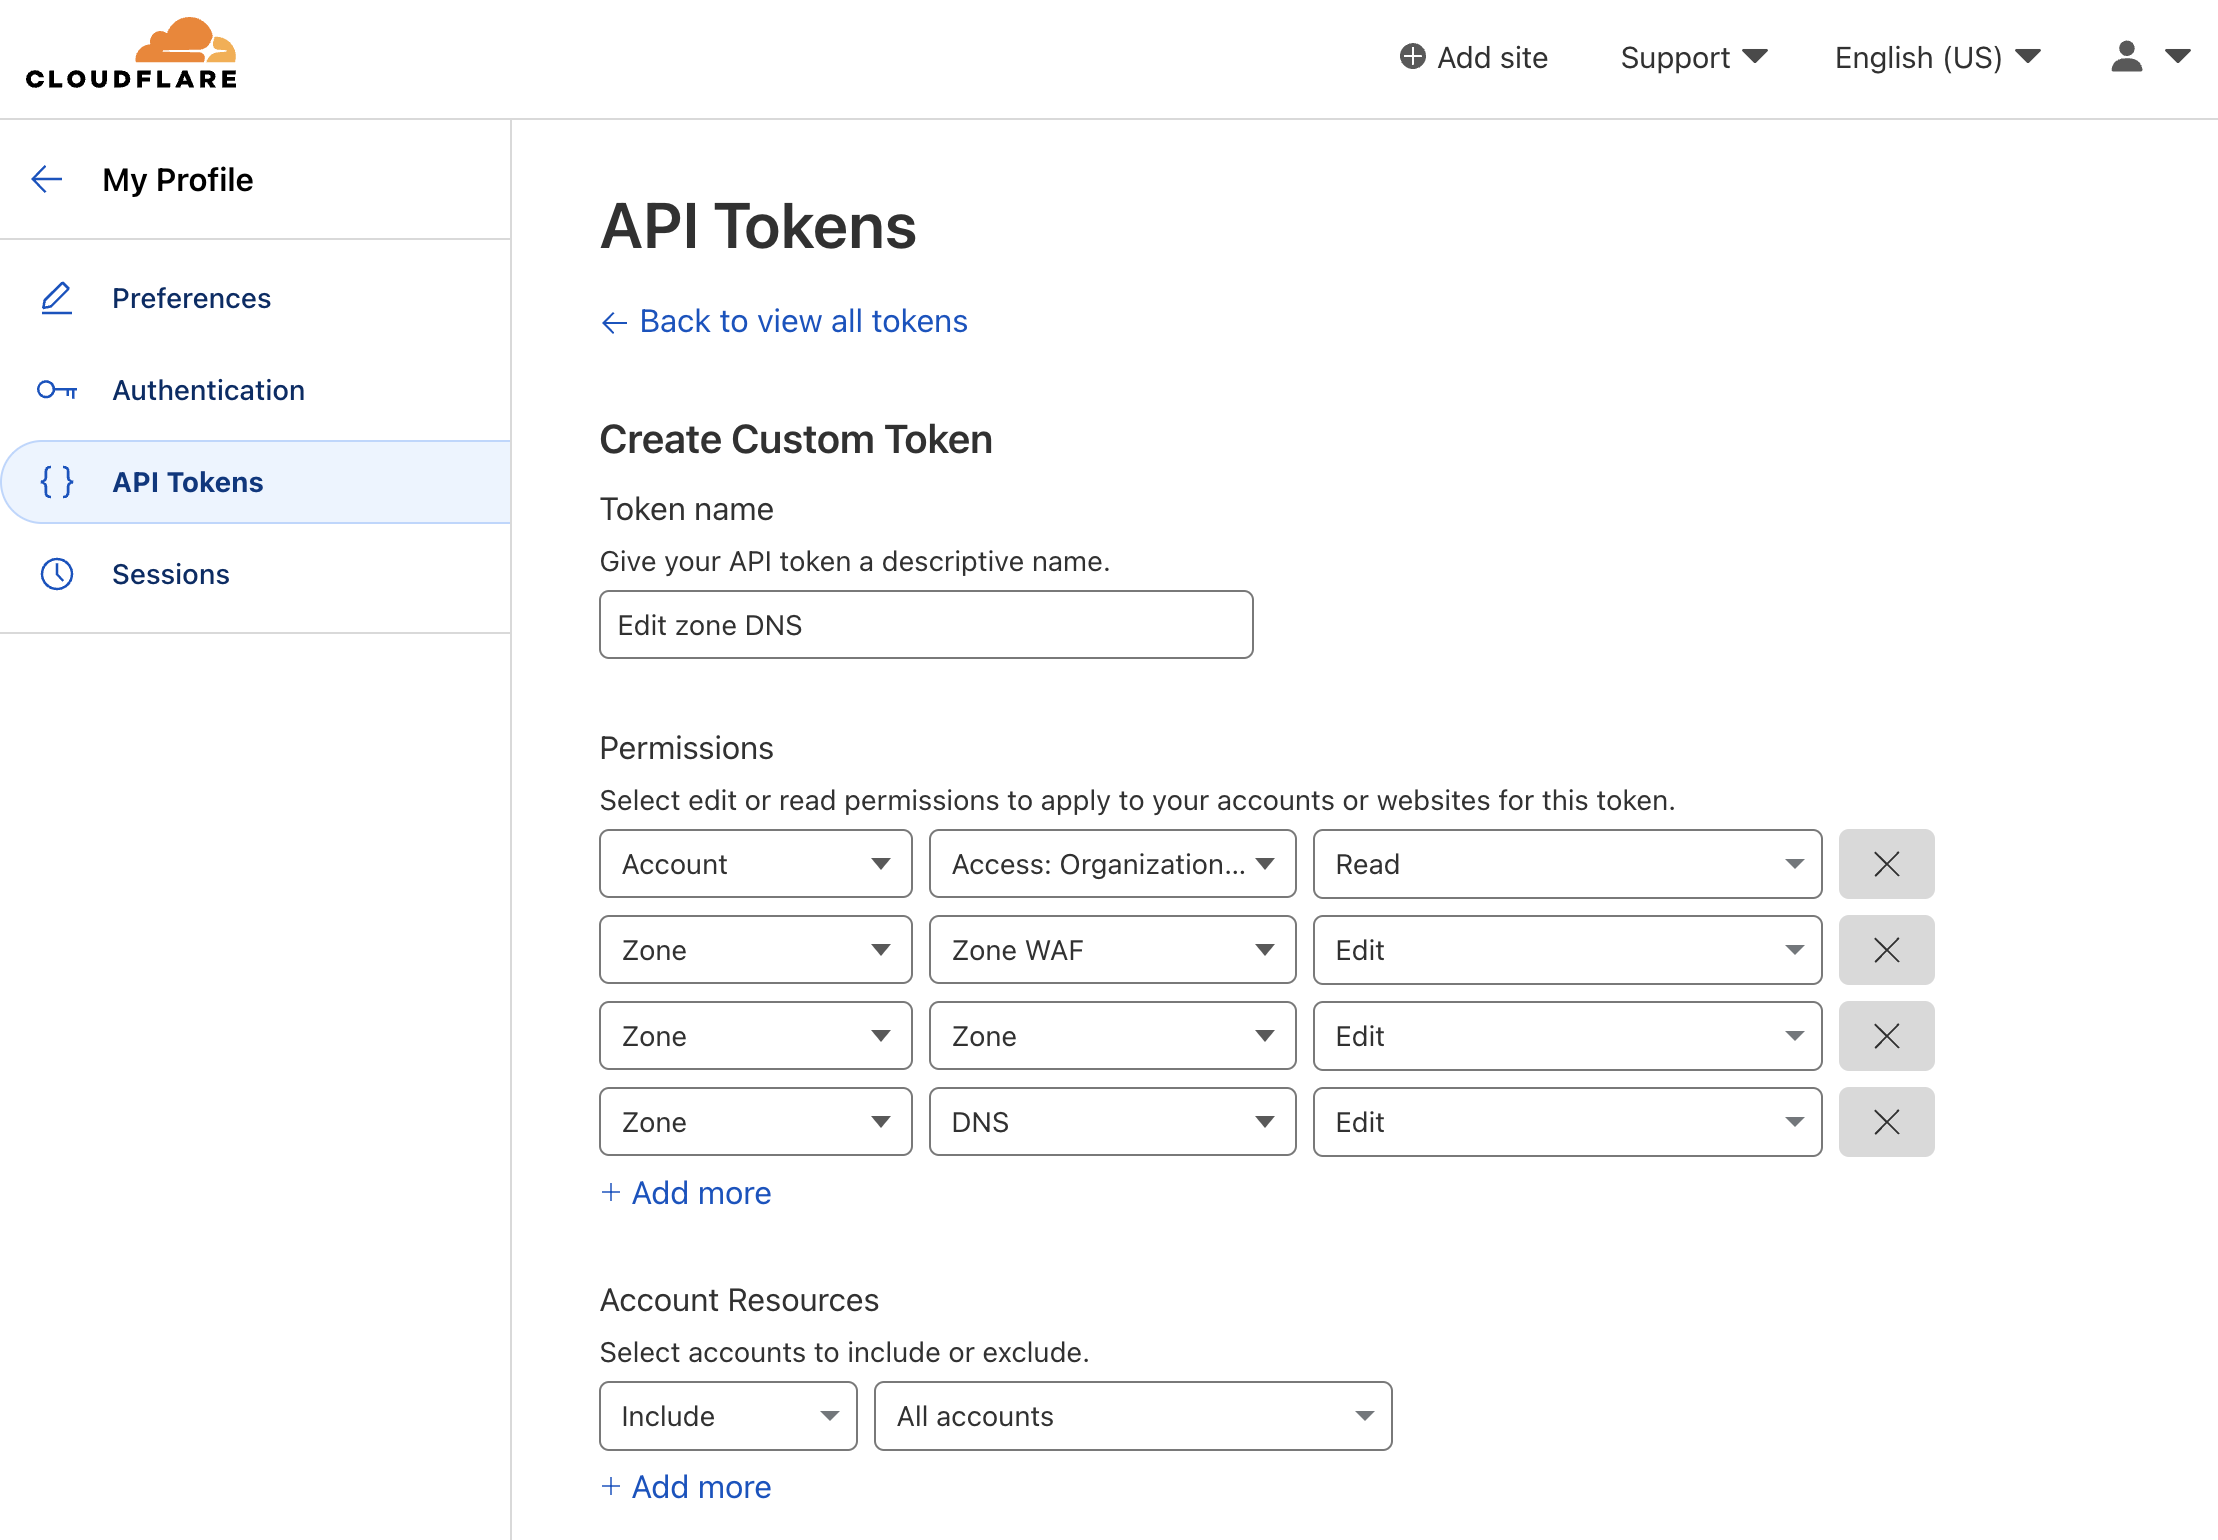 CLOUDFLARE
Add site Support English (US)
My Profile
Preferences
Authentication
API Tokens
Sessions
API Tokens
← Back to view all tokens
Create Custom Token
Token name
Give your API token a descriptive name.
Edit zone DNS
Permissions
Select edit or read permissions to apply to your accounts or websites for this token.
Account Access: Organization... Read
Zone Zone WAF Edit
Zone Zone Edit
Zone DNS Edit
+ Add more
Account Resources
Select accounts to include or exclude.
Include All accounts
+ Add more